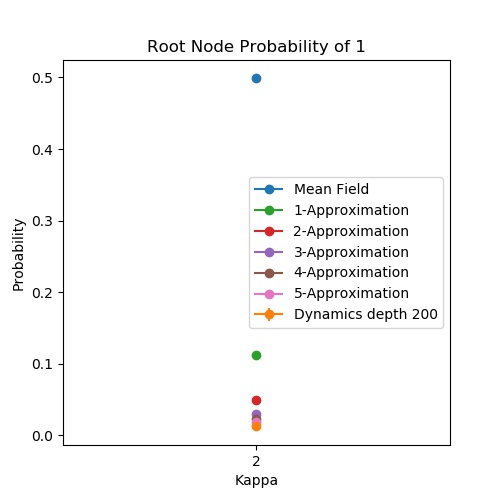 Root Node Probability of 1
0.5
0.4
0.3
0.2
0.1
0.0
Probability
Mean Field
1-Approximation
2-Approximation
3-Approximation
4-Approximation
5-Approximation
Dynamics depth 200
2
Kappa